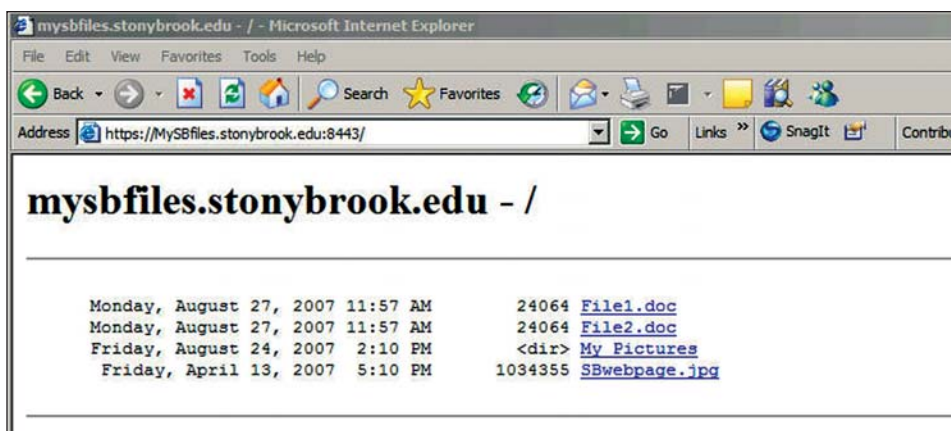 mysbfiles.stonybrook.edu - / - Microsoft Internet Explorer
File Edit View Favorites Tools Help
Back Search Favorites
Address https://MySBfiles.stonybrook.edu:8443/ Go Links » SnagIt
mysbfiles.stonybrook.edu - /
Monday, August 27, 2007 11:57 AM 24064 File1.doc
Monday, August 27, 2007 11:57 AM 24064 File2.doc
Friday, August 24, 2007 2:10 PM <dir> My Pictures
Friday, April 13, 2007 5:10 PM 1034355 SBwebpage.jpg